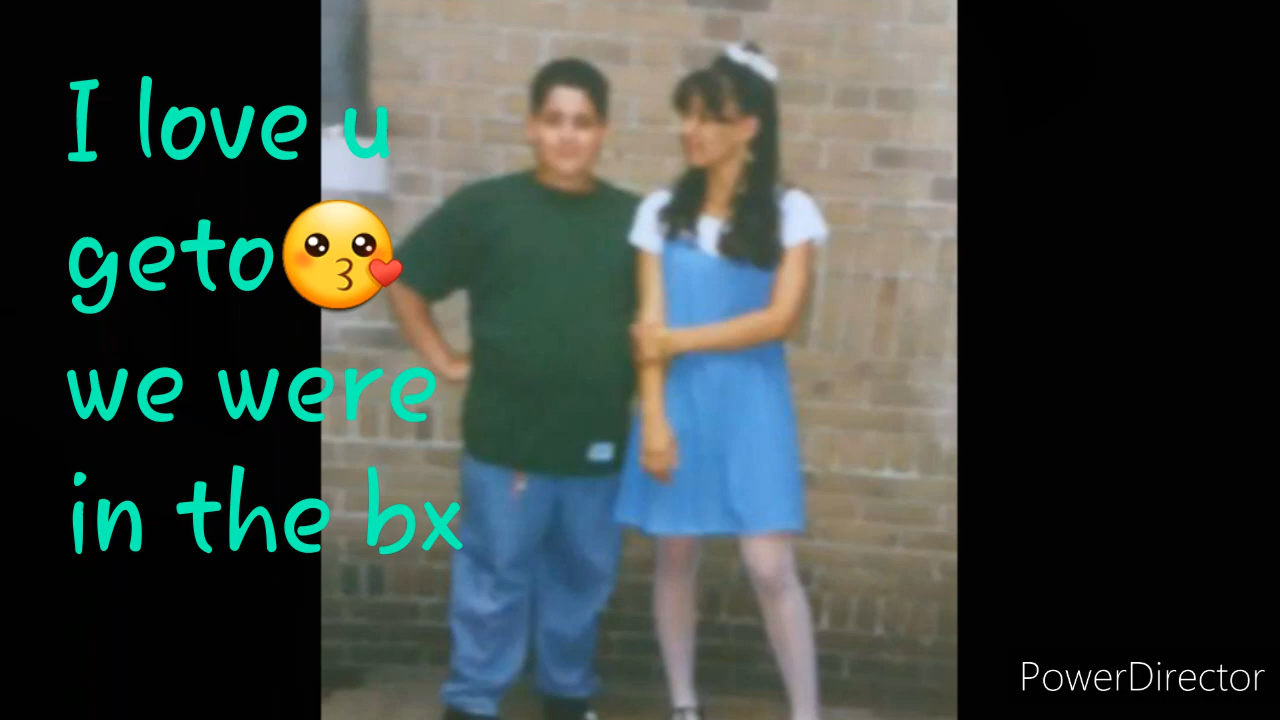 I love u
geto😘
we were
in the bx
PowerDirector